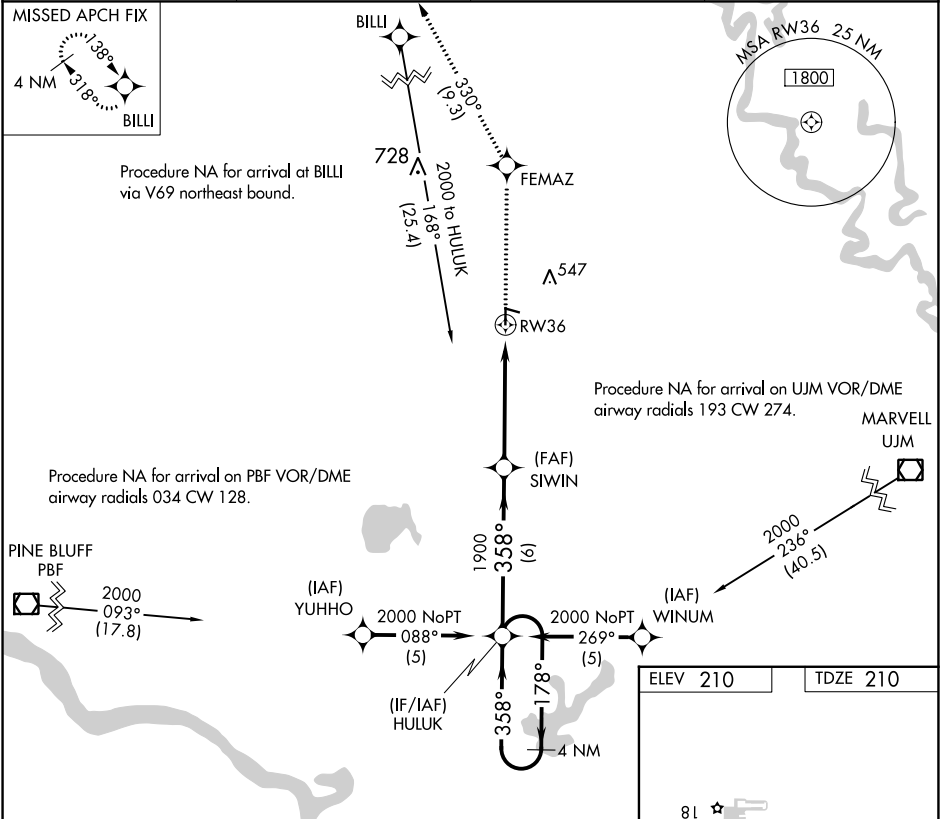 MISSED APCH FIX
138°
4 NM
318°
BILLI
BILLI
330°
(9.3)
MSA RW36 25 NM
1800
Procedure NA for arrival at BILLI
via V69 northeast bound.
728
2000 to HULUK
168°
(25.4)
FEMAZ
547
RW36
Procedure NA for arrival on UJM VOR/DME
airway radials 193 CW 274.
MARVELL
UJM
(FAF)
SIWIN
Procedure NA for arrival on PBF VOR/DME
airway radials 034 CW 128.
2000
236°
(40.5)
1900
358°
(6)
PINE BLUFF
PBF
2000
093°
(17.8)
(IAF)
YUHHO
2000 NoPT
088°
(5)
2000 NoPT
269°
(5)
(IAF)
WINUM
(IF/IAF)
HULUK
358°
178°
4 NM
ELEV 210
TDZE 210
18